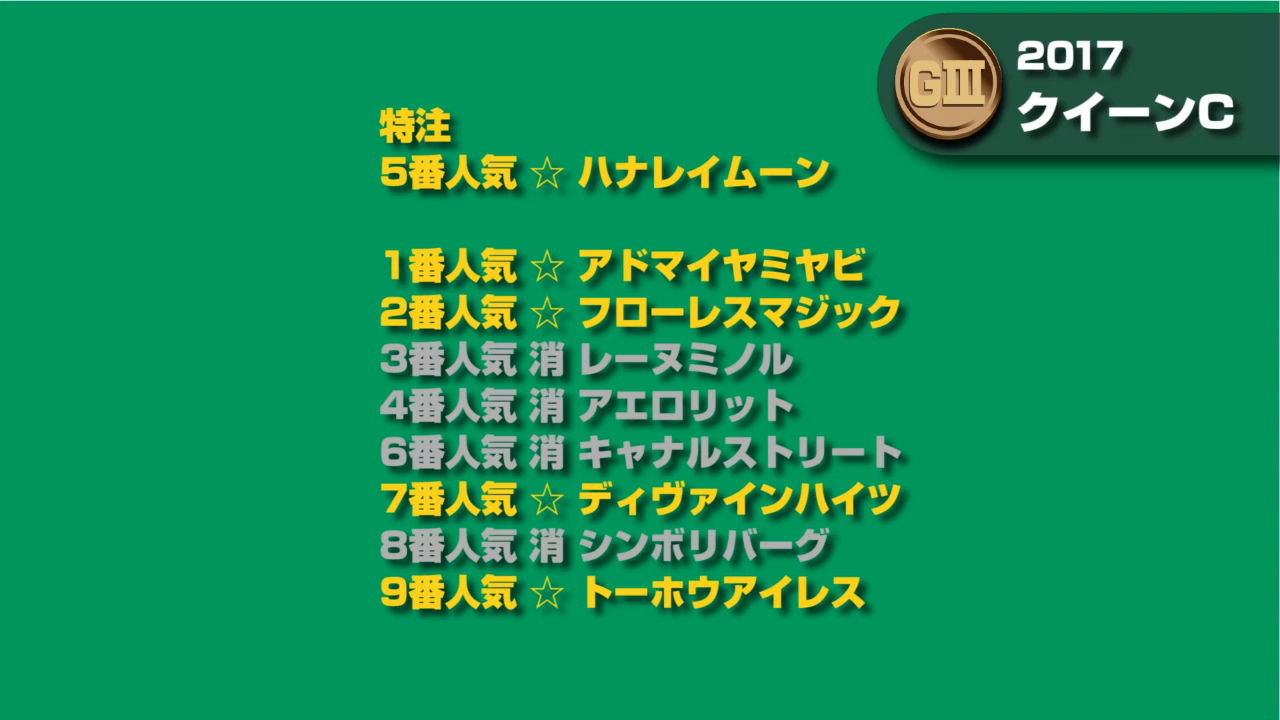 GIII
2017
クイーンC
特注
5番人気 ☆ ハナレイムーン
1番人気 ☆ アドマイヤミヤビ
2番人気 ☆ フローレスマジック
3番人気 消 レーヌミノル
4番人気 消 アエロリット
6番人気 消 キャナルストリート
7番人気 ☆ ディヴァインハイツ
8番人気 消 シンボリバーグ
9番人気 ☆ トーホウアイレス